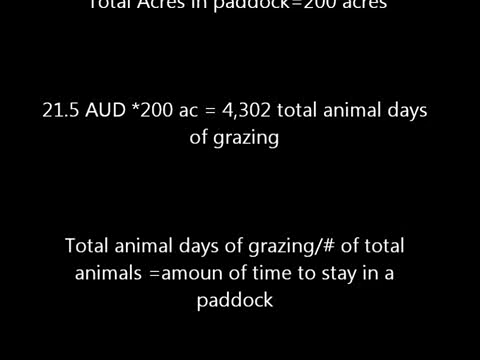 Total Acres in paddock=200 acres
21.5 AUD *200 ac = 4,302 total animal days
of grazing
Total animal days of grazing/# of total
animals =amoun of time to stay in a
paddock